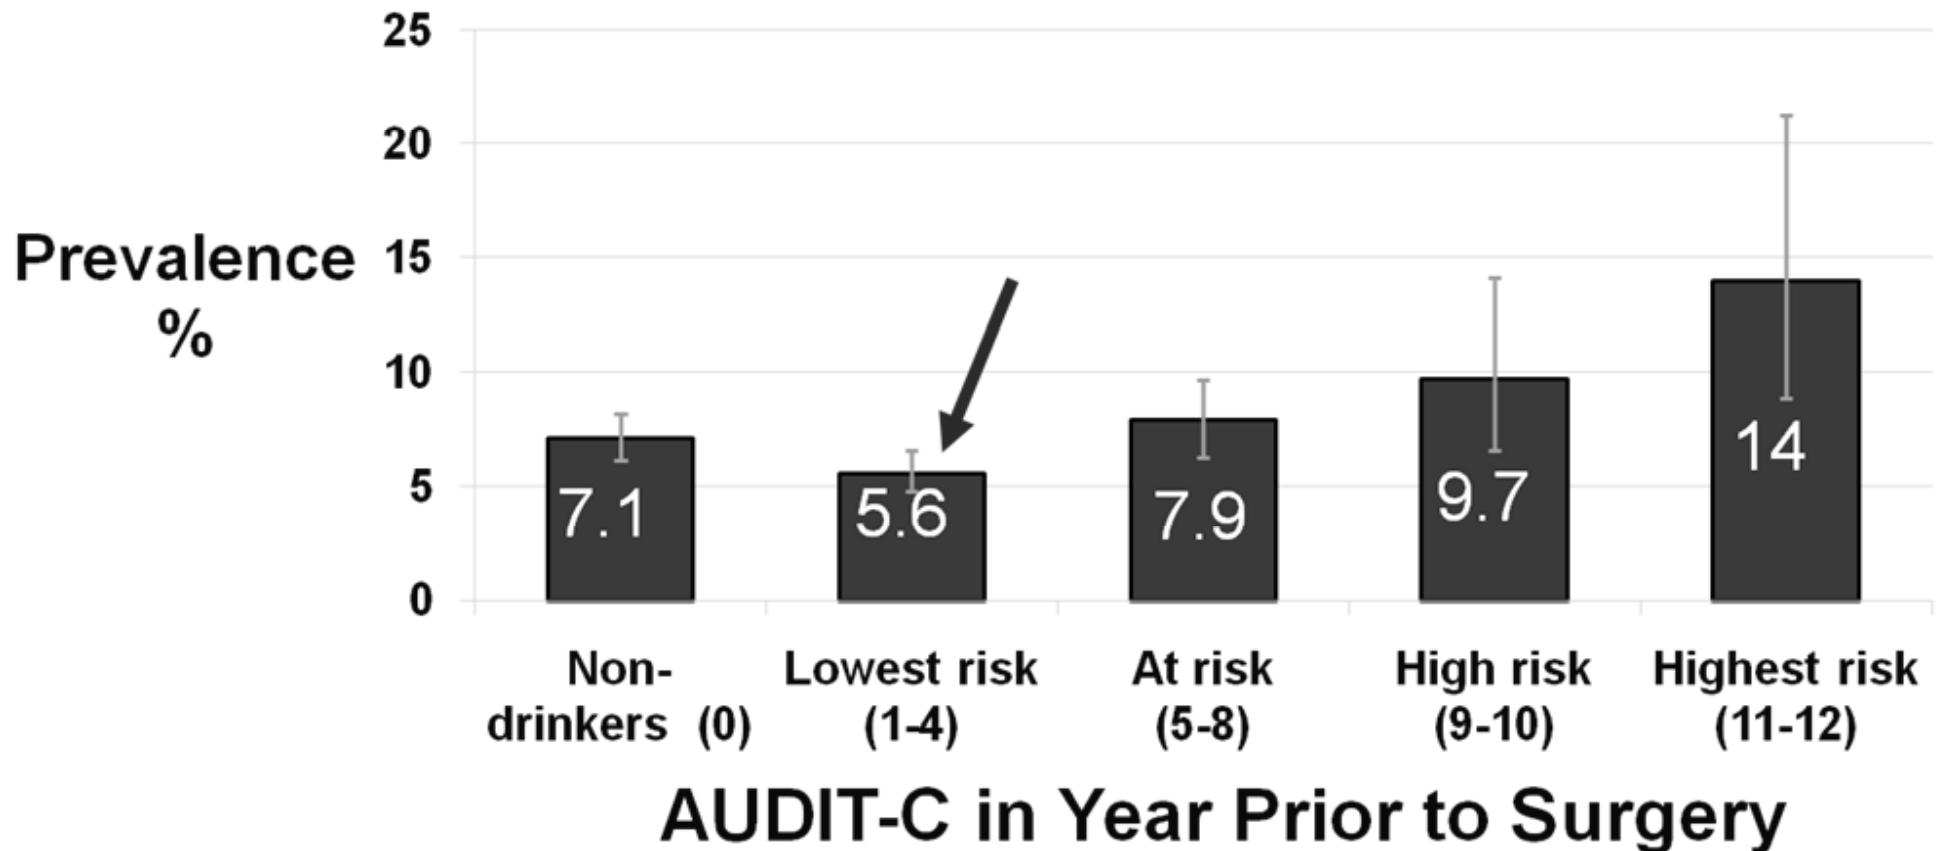 25
20
Prevalence 15
%
10
5
0
7.1
5.6
7.9
9.7
14
Non-
drinkers (0)
Lowest risk
(1-4)
At risk
(5-8)
High risk
(9-10)
Highest risk
(11-12)
AUDIT-C in Year Prior to Surgery